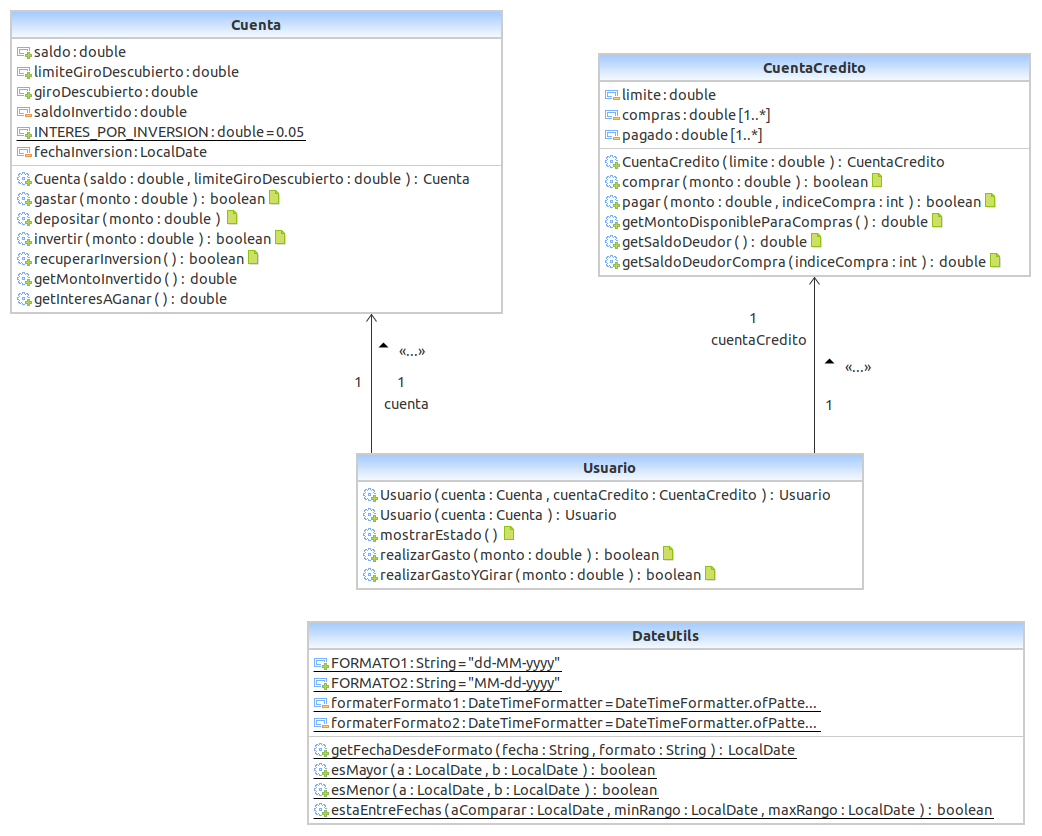 Cuenta
saldo : double
limiteGiroDescubierto : double
giroDescubierto : double
saldoInvertido : double
INTERES_POR_INVERSION : double = 0.05
fechaInversion : LocalDate
Cuenta ( saldo : double , limiteGiroDescubierto : double ) : Cuenta
gastar ( monto : double ) : boolean
depositar ( monto : double )
invertir ( monto : double ) : boolean
recuperarInversion ( ) : boolean
getMontoInvertido ( ) : double
getInteresAGanar ( ) : double
CuentaCredito
limite : double
compras : double [1..*]
pagado : double [1..*]
CuentaCredito ( limite : double ) : CuentaCredito
comprar ( monto : double ) : boolean
pagar ( monto : double , indiceCompra : int ) : boolean
getMontoDisponibleParaCompras ( ) : double
getSaldoDeudor ( ) : double
getSaldoDeudorCompra ( indiceCompra : int ) : double
«...»
1
1
cuenta
1
cuentaCredito
«...»
1
Usuario
Usuario ( cuenta : Cuenta , cuentaCredito : CuentaCredito ) : Usuario
Usuario ( cuenta : Cuenta ) : Usuario
mostrarEstado ( )
realizarGasto ( monto : double ) : boolean
realizarGastoYGirar ( monto : double ) : boolean
DateUtils
FORMATO1 : String = "dd-MM-yyyy"
FORMATO2 : String = "MM-dd-yyyy"
formaterFormato1 : DateTimeFormatter = DateTimeFormatter.ofPatte...
formaterFormato2 : DateTimeFormatter = DateTimeFormatter.ofPatte...
getFechaDesdeFormato ( fecha : String , formato : String ) : LocalDate
esMayor ( a : LocalDate , b : LocalDate ) : boolean
esMenor ( a : LocalDate , b : LocalDate ) : boolean
estaEntreFechas ( aComparar : LocalDate , minRango : LocalDate , maxRango : LocalDate ) : boolean